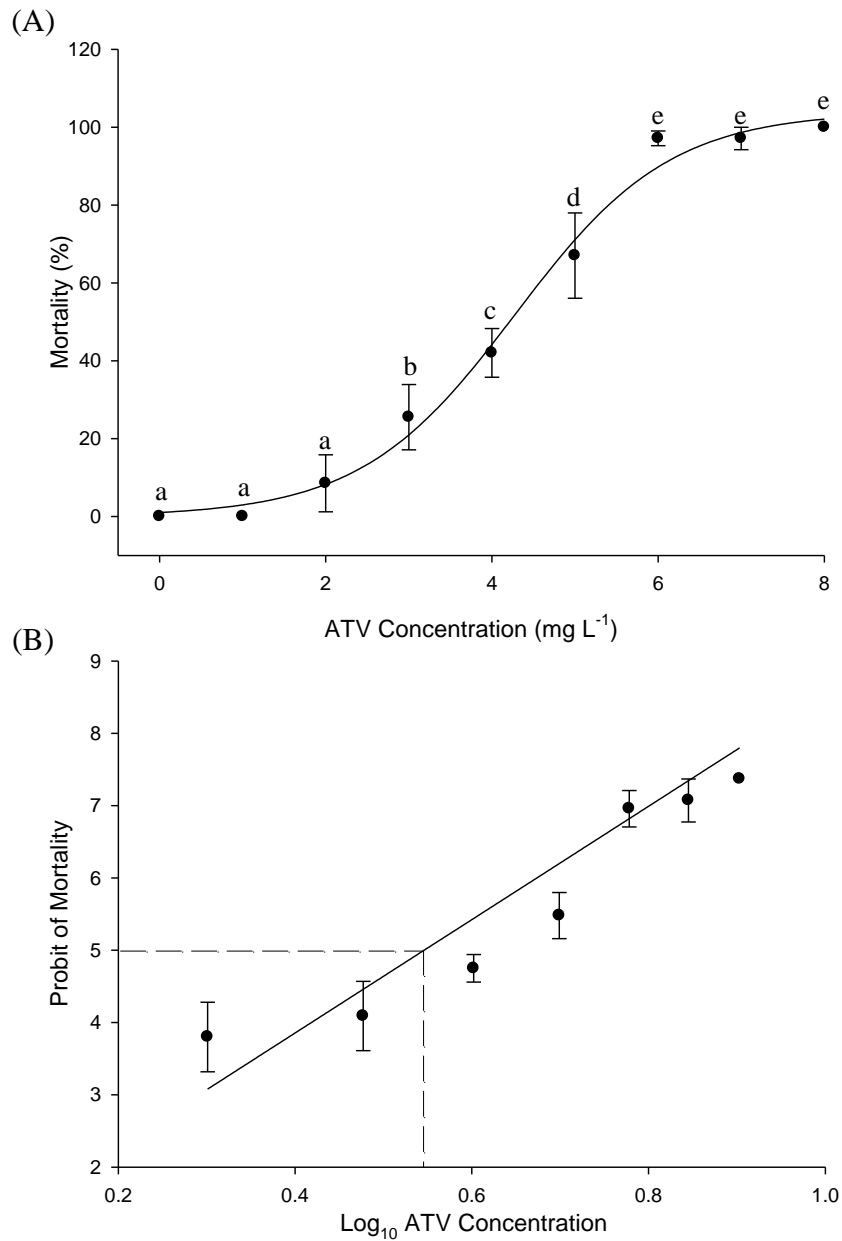 (A)
120
100
80
60
40
20
0
Mortality (%)
a
a
a
b
c
d
e
e
e
0
2
4
6
8
ATV Concentration (mg L⁻¹)
(B)
9
8
7
6
5
4
3
2
Probit of Mortality
0.2
0.4
0.6
0.8
1.0
Log₁₀ ATV Concentration